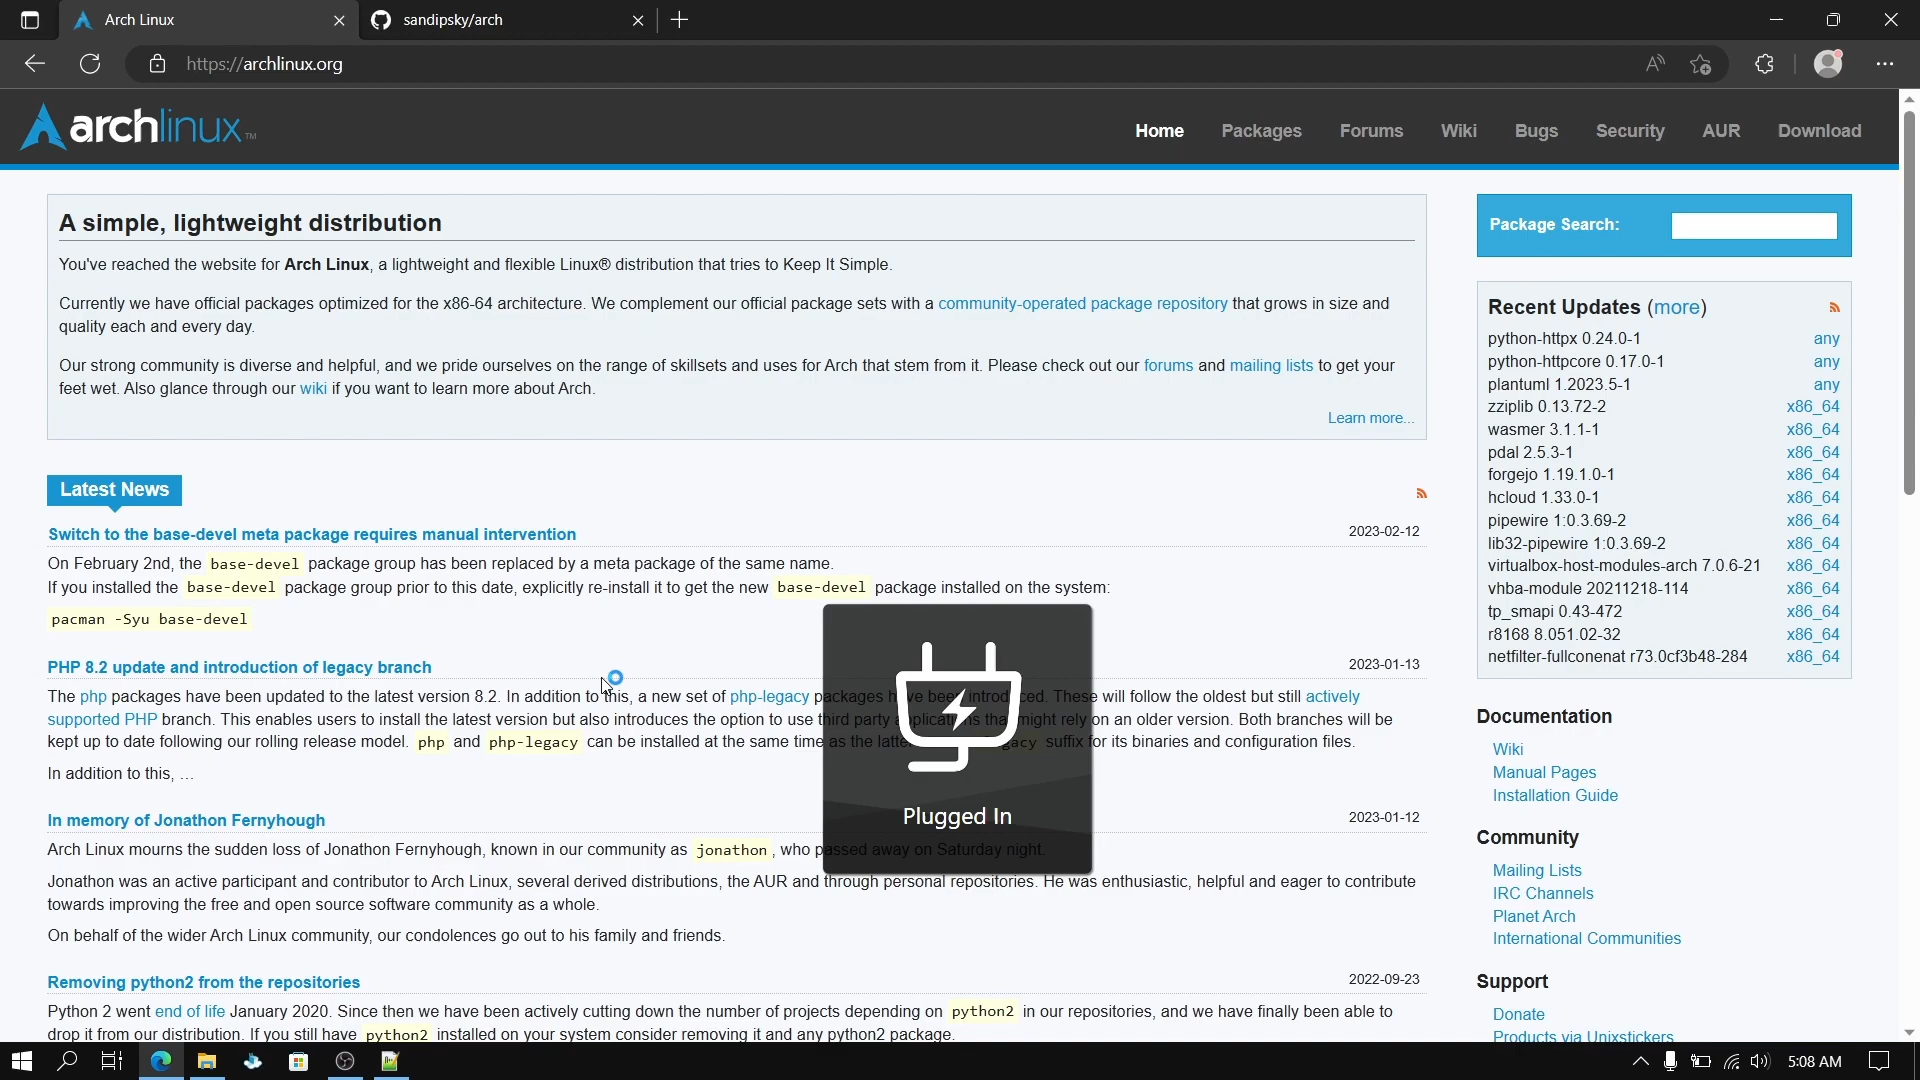 Arch Linux
sandipsky/arch
https://archlinux.org
archlinux™
Home
Packages
Forums
Wiki
Bugs
Security
AUR
Download
A simple, lightweight distribution
You've reached the website for Arch Linux, a lightweight and flexible Linux® distribution that tries to Keep It Simple.
Currently we have official packages optimized for the x86-64 architecture. We complement our official package sets with a community-operated package repository that grows in size and
quality each and every day.
Our strong community is diverse and helpful, and we pride ourselves on the range of skillsets and uses for Arch that stem from it. Please check out our forums and mailing lists to get your
feet wet. Also glance through our wiki if you want to learn more about Arch.
Learn more...
Latest News
Switch to the base-devel meta package requires manual intervention
2023-02-12
On February 2nd, the base-devel package group has been replaced by a meta package of the same name.
If you installed the base-devel package group prior to this date, explicitly re-install it to get the new base-devel package installed on the system:
pacman -Syu base-devel
PHP 8.2 update and introduction of legacy branch
2023-01-13
The php packages have been updated to the latest version 8.2. In addition to this, a new set of php-legacy packages have been introduced. These will follow the oldest but still actively
supported PHP branch. This enables users to install the latest version but also introduces the option to use third party applications that might rely on an older version. Both branches will be
kept up to date following our rolling release model. php and php-legacy can be installed at the same time as the latter legacy suffix for its binaries and configuration files.
In addition to this, …
In memory of Jonathon Fernyhough
2023-01-12
Arch Linux mourns the sudden loss of Jonathon Fernyhough, known in our community as jonathon, who passed away on Saturday night.
Jonathon was an active participant and contributor to Arch Linux, several derived distributions, the AUR and through personal repositories. He was enthusiastic, helpful and eager to contribute
towards improving the free and open source software community as a whole.
On behalf of the wider Arch Linux community, our condolences go out to his family and friends.
Removing python2 from the repositories
2022-09-23
Python 2 went end of life January 2020. Since then we have been actively cutting down the number of projects depending on python2 in our repositories, and we have finally been able to
drop it from our distribution. If you still have python2 installed on your system consider removing it and any python2 package.
Plugged In
Package Search:
Recent Updates (more)
python-httpx 0.24.0-1 any
python-httpcore 0.17.0-1 any
plantuml 1.2023.5-1 any
zziplib 0.13.72-2 x86_64
wasmer 3.1.1-1 x86_64
pdal 2.5.3-1 x86_64
forgejo 1.19.1.0-1 x86_64
hcloud 1.33.0-1 x86_64
pipewire 1:0.3.69-2 x86_64
lib32-pipewire 1:0.3.69-2 x86_64
virtualbox-host-modules-arch 7.0.6-21 x86_64
vhba-module 20211218-114 x86_64
tp_smapi 0.43-472 x86_64
r8168 8.051.02-32 x86_64
netfilter-fullconenat r73.0cf3b48-284 x86_64
Documentation
Wiki
Manual Pages
Installation Guide
Community
Mailing Lists
IRC Channels
Planet Arch
International Communities
Support
Donate
Products via Unixstickers
5:08 AM